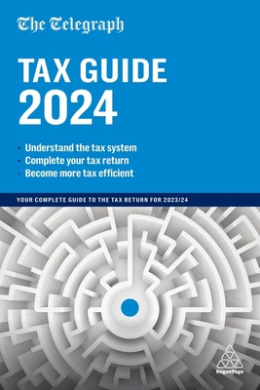 The Telegraph
TAX GUIDE
2024
· Understand the tax system
· Complete your tax return
· Become more tax efficient
YOUR COMPLETE GUIDE TO THE TAX RETURN FOR 2023/24
KoganPage